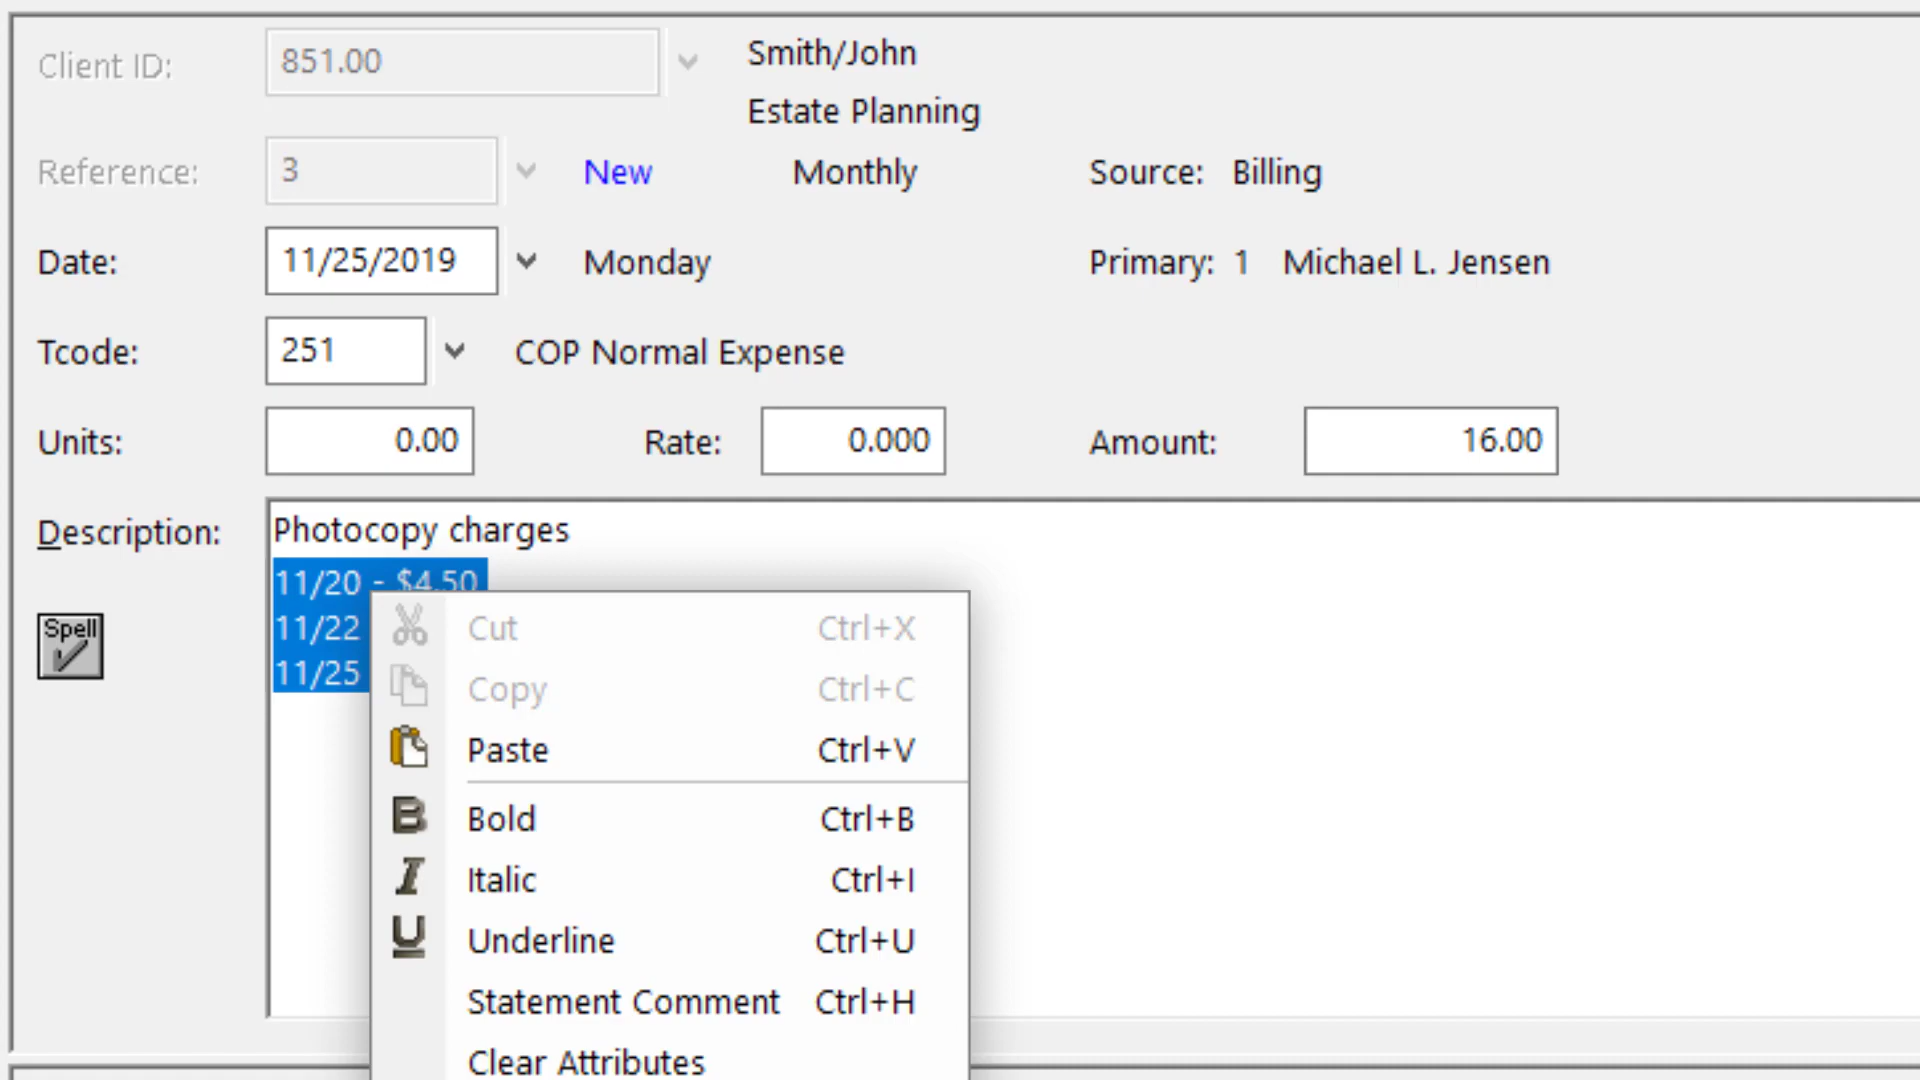 Client ID: 851.00 Smith/John
Estate Planning
Reference: 3 New Monthly Source: Billing
Date: 11/25/2019 Monday Primary: 1 Michael L. Jensen
Tcode: 251 COP Normal Expense
Units: 0.00 Rate: 0.000 Amount: 16.00
Description: Photocopy charges
11/20 - $4.50
11/22
11/25
Spell
Cut Ctrl+X
Copy Ctrl+C
Paste Ctrl+V
B Bold Ctrl+B
I Italic Ctrl+I
U Underline Ctrl+U
Statement Comment Ctrl+H
Clear Attributes